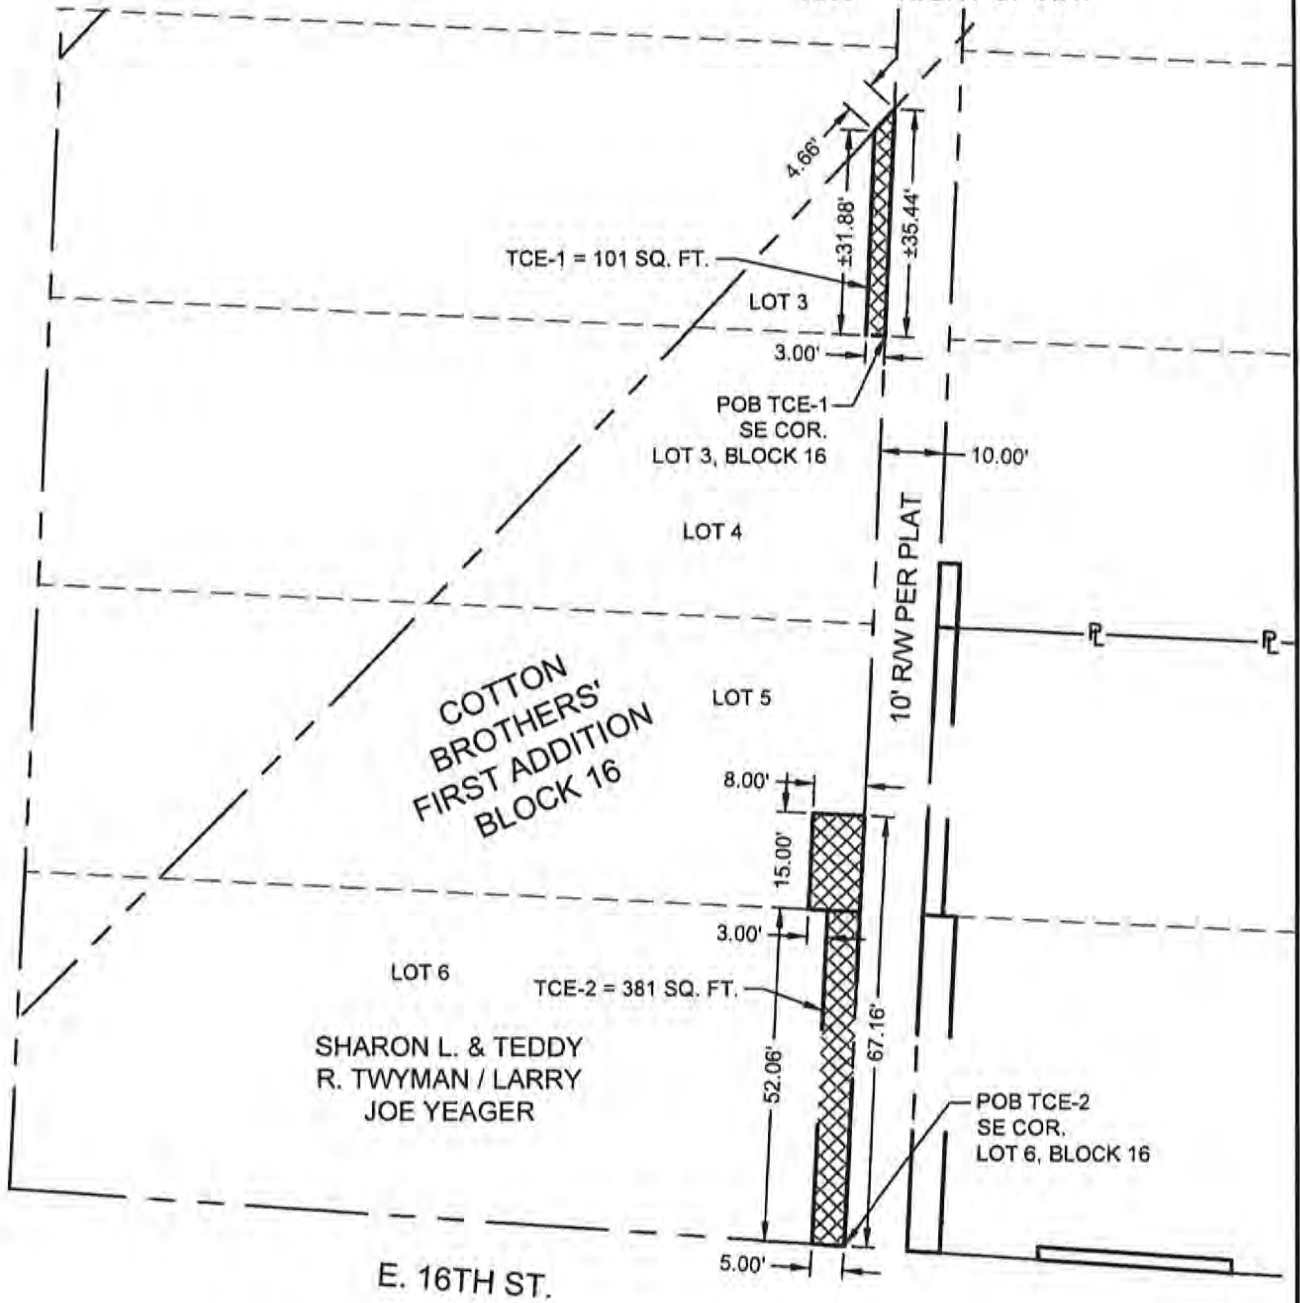 4.66'
±31.88'
±35.44'
TCE-1 = 101 SQ. FT.
LOT 3
3.00'
POB TCE-1
SE COR.
LOT 3, BLOCK 16
10.00'
LOT 4
10' R/W PER PLAT
PL
PL
COTTON
BROTHERS'
FIRST ADDITION
BLOCK 16
LOT 5
8.00'
15.00'
3.00'
LOT 6
TCE-2 = 381 SQ. FT.
67.16'
52.06'
SHARON L. & TEDDY
R. TWYMAN / LARRY
JOE YEAGER
POB TCE-2
SE COR.
LOT 6, BLOCK 16
5.00'
E. 16TH ST.